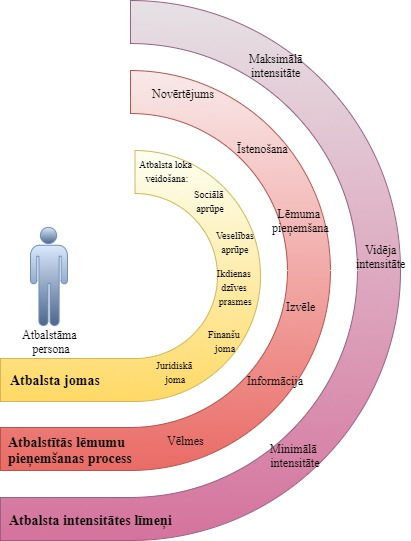 Maksimālā
intensitāte
Novērtējums
Īstenošana
Atbalsta loka
veidošana:
Sociālā
aprūpe
Lēmuma
pieņemšana
Veselības
aprūpe
Vidēja
intensitāte
Ikdienas
dzīves
prasmes
Izvēle
Atbalstāma
persona
Finanšu
joma
Juridiskā
joma
Atbalsta jomas
Informācija
Vēlmes
Atbalstītās lēmumu
pieņemšanas process
Minimālā
intensitāte
Atbalsta intensitātes līmeņi